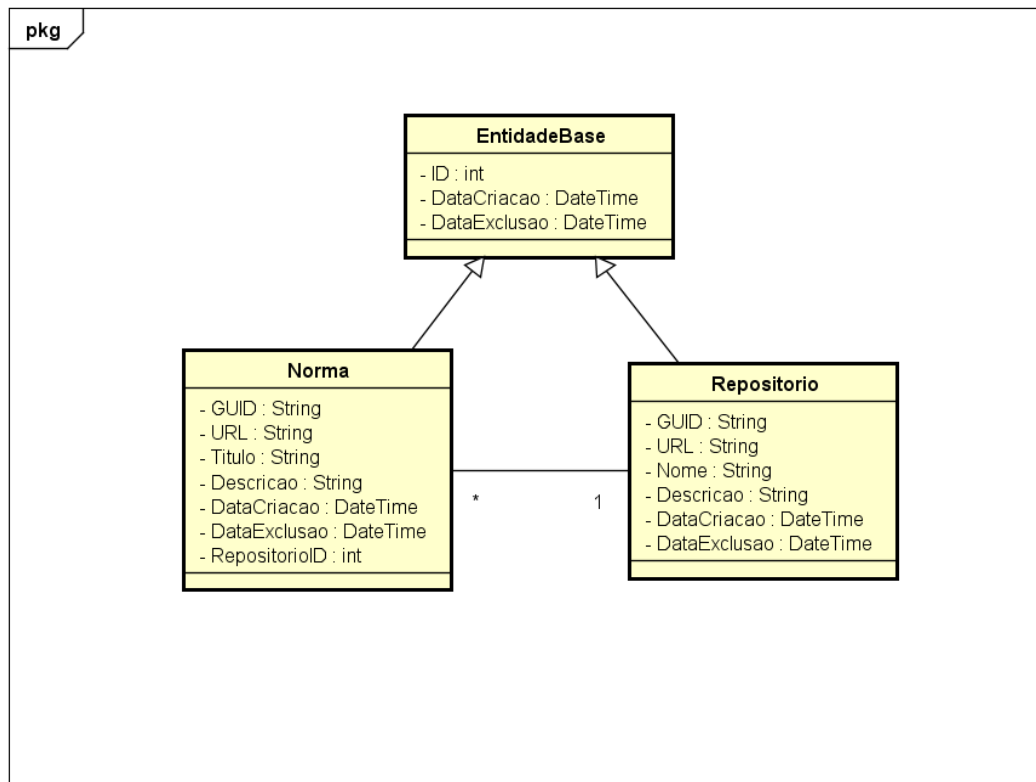 pkg
EntidadeBase
- ID : int
- DataCriacao : DateTime
- DataExclusao : DateTime
Norma
- GUID : String
- URL : String
- Titulo : String
- Descricao : String
- DataCriacao : DateTime
- DataExclusao : DateTime
- RepositorioID : int
* 1
Repositorio
- GUID : String
- URL : String
- Nome : String
- Descricao : String
- DataCriacao : DateTime
- DataExclusao : DateTime